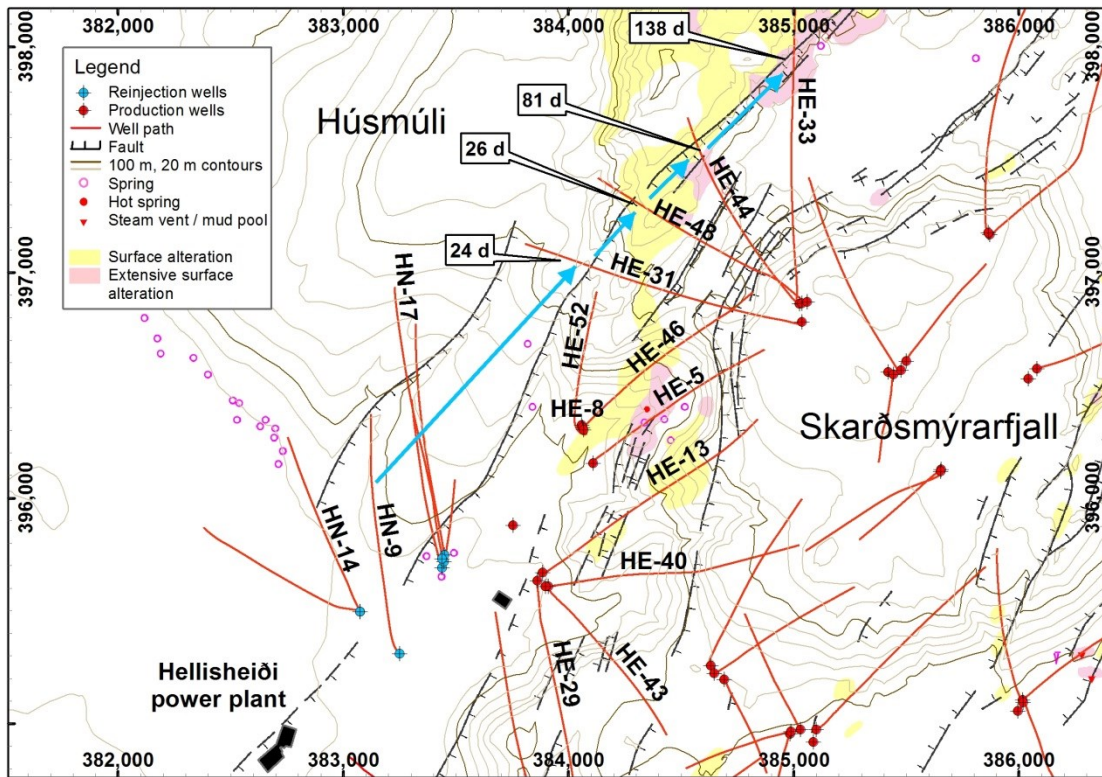 382,000
383,000
384,000
385,000
386,000
398,000
398,000
138 d
Legend
Reinjection wells
Production wells
Well path
Fault
100 m, 20 m contours
Spring
Hot spring
Steam vent / mud pool
Surface alteration
Extensive surface
alteration
Húsmúli
81 d
HE-33
26 d
HE-44
HE-48
24 d
HE-31
397,000
397,000
HN-17
HE-52
HE-46
HE-5
HE-8
Skarðsmýrarfjall
HE-13
396,000
396,000
HN-14
HN-9
HE-40
Hellisheiði
power plant
HE-29
HE-43
382,000
383,000
384,000
385,000
386,000